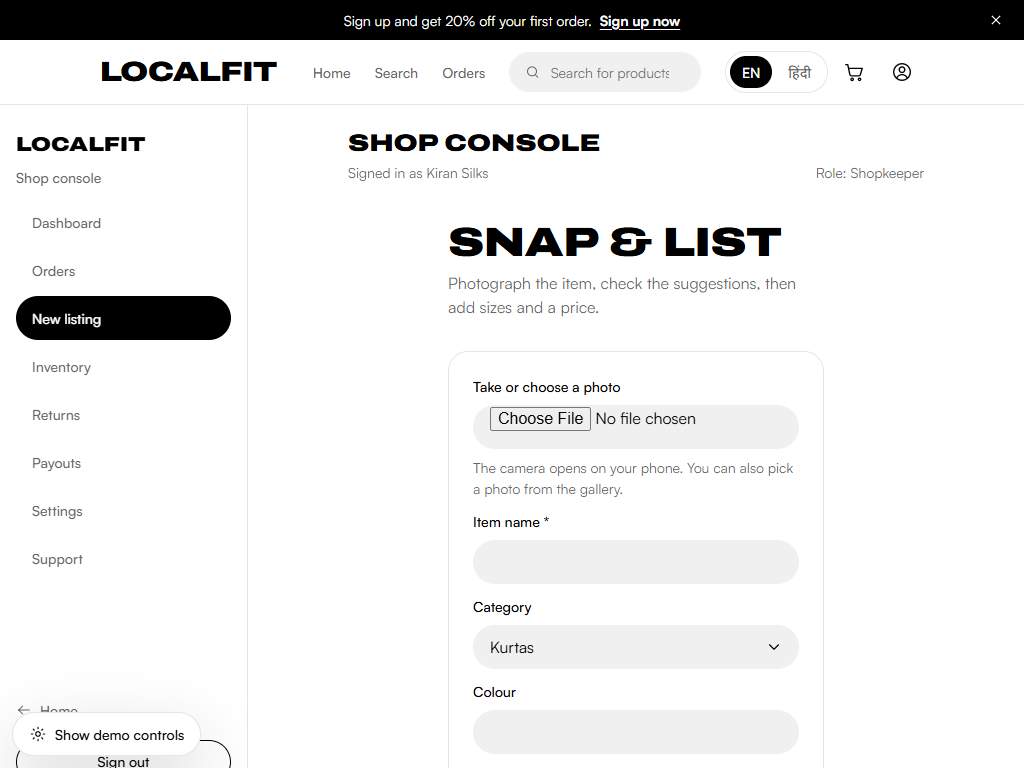 Sign up and get 20% off your first order. Sign up now
LOCALFIT
Home
Search
Orders
Search for products
EN
हिंदी
LOCALFIT
Shop console
Dashboard
Orders
New listing
Inventory
Returns
Payouts
Settings
Support
Home
Show demo controls
Sign out
SHOP CONSOLE
Signed in as Kiran Silks
Role: Shopkeeper
SNAP & LIST
Photograph the item, check the suggestions, then
add sizes and a price.
Take or choose a photo
Choose File No file chosen
The camera opens on your phone. You can also pick
a photo from the gallery.
Item name *
Category
Kurtas
Colour